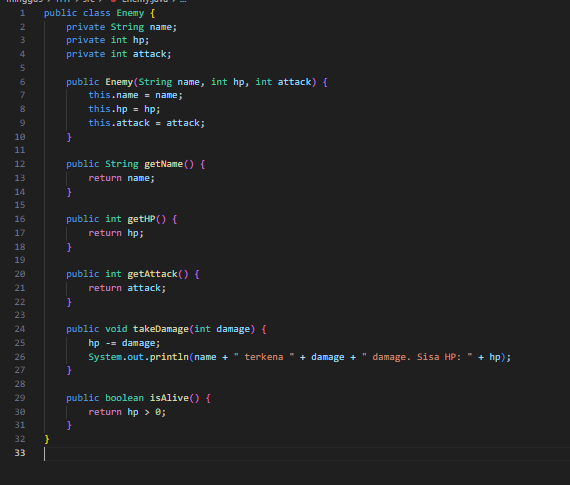 1 public class Enemy {
2 private String name;
3 private int hp;
4 private int attack;
5
6 public Enemy(String name, int hp, int attack) {
7 this.name = name;
8 this.hp = hp;
9 this.attack = attack;
10 }
11
12 public String getName() {
13 return name;
14 }
15
16 public int getHP() {
17 return hp;
18 }
19
20 public int getAttack() {
21 return attack;
22 }
23
24 public void takeDamage(int damage) {
25 hp -= damage;
26 System.out.println(name + " terkena " + damage + " damage. Sisa HP: " + hp);
27 }
28
29 public boolean isAlive() {
30 return hp > 0;
31 }
32 }
33